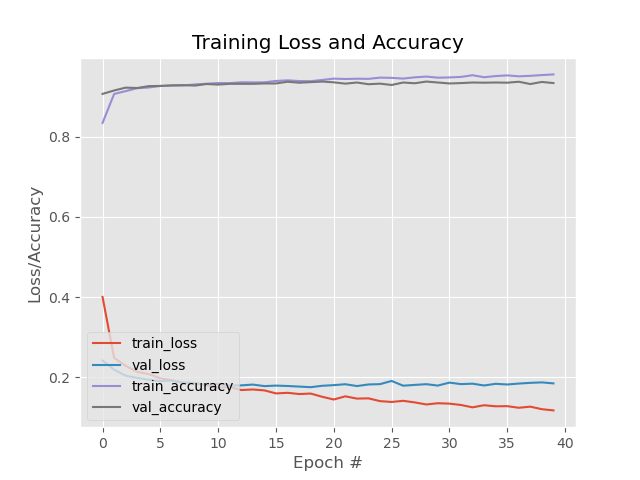 Training Loss and Accuracy
Loss/Accuracy
0.8
0.6
0.4
0.2
train_loss
val_loss
train_accuracy
val_accuracy
0 5 10 15 20 25 30 35 40
Epoch #